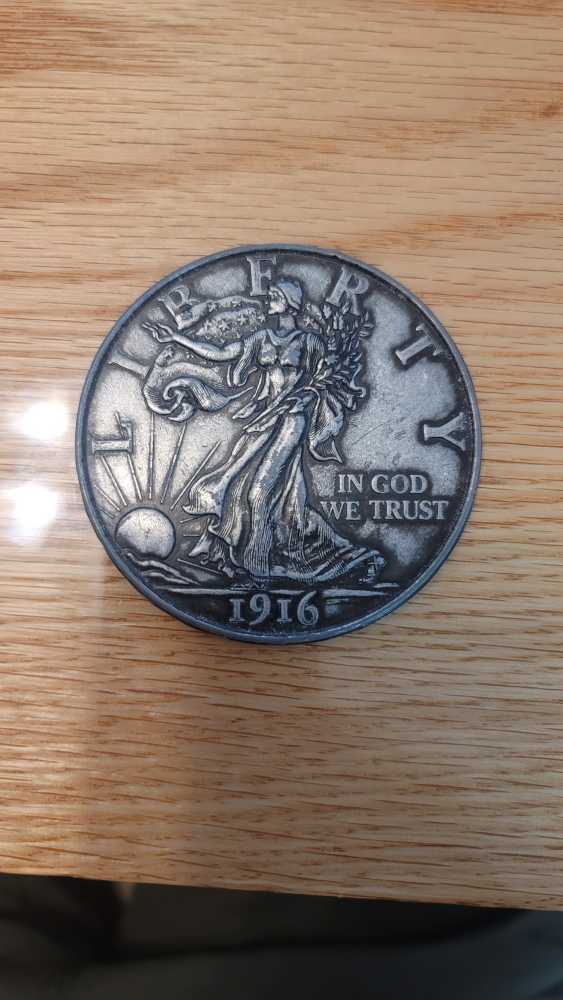 LIBERTY
IN GOD
WE TRUST
1916